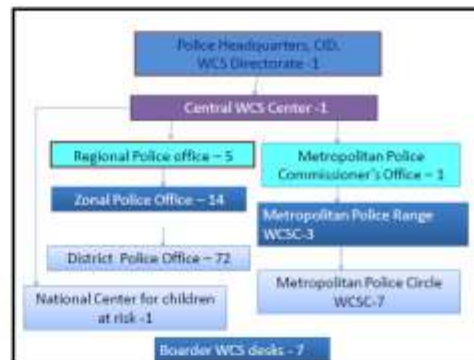 Police Headquarters, CID,
WCS Directorate -1
Central WCS Center -1
Regional Police office – 5
Metropolitan Police
Commissioner's Office – 1
Zonal Police Office – 14
Metropolitan Police Range
WCSC-3
District Police Office – 72
Metropolitan Police Circle
WCSC-7
National Center for children
at risk -1
Boarder WCS desks - 7